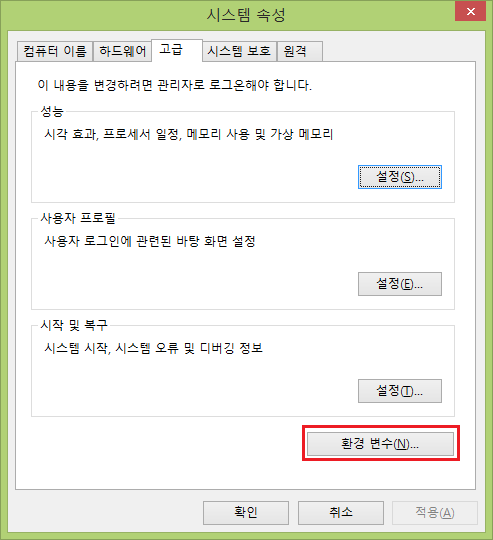 시스템 속성
컴퓨터 이름 하드웨어 고급 시스템 보호 원격
이 내용을 변경하려면 관리자로 로그온해야 합니다.
성능
시각 효과, 프로세서 일정, 메모리 사용 및 가상 메모리
설정(S)...
사용자 프로필
사용자 로그인에 관련된 바탕 화면 설정
설정(E)...
시작 및 복구
시스템 시작, 시스템 오류 및 디버깅 정보
설정(T)...
환경 변수(N)...
확인 취소 적용(A)